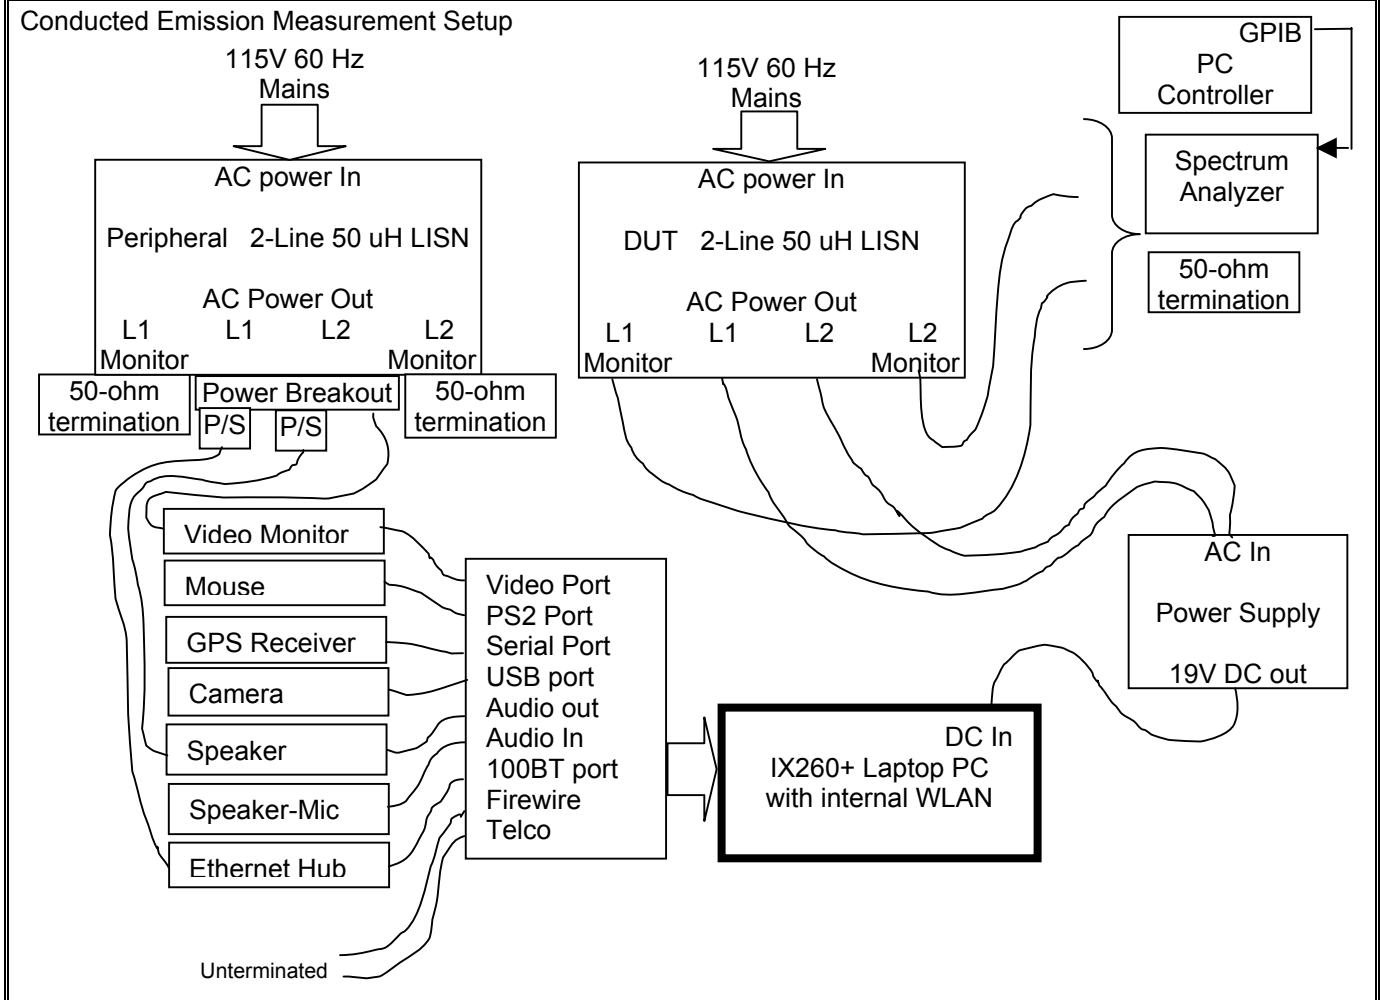 Conducted Emission Measurement Setup
115V 60 Hz
Mains
AC power In
Peripheral 2-Line 50 uH LISN
AC Power Out
L1 L1 L2 L2
Monitor Monitor
50-ohm
termination
Power Breakout
50-ohm
termination
P/S P/S
115V 60 Hz
Mains
AC power In
DUT 2-Line 50 uH LISN
AC Power Out
L1 L1 L2 L2
Monitor Monitor
GPIB
PC
Controller
Spectrum
Analyzer
50-ohm
termination
Video Monitor
Mouse
GPS Receiver
Camera
Speaker
Speaker-Mic
Ethernet Hub
Unterminated
Video Port
PS2 Port
Serial Port
USB port
Audio out
Audio In
100BT port
Firewire
Telco
DC In
IX260+ Laptop PC
with internal WLAN
AC In
Power Supply
19V DC out